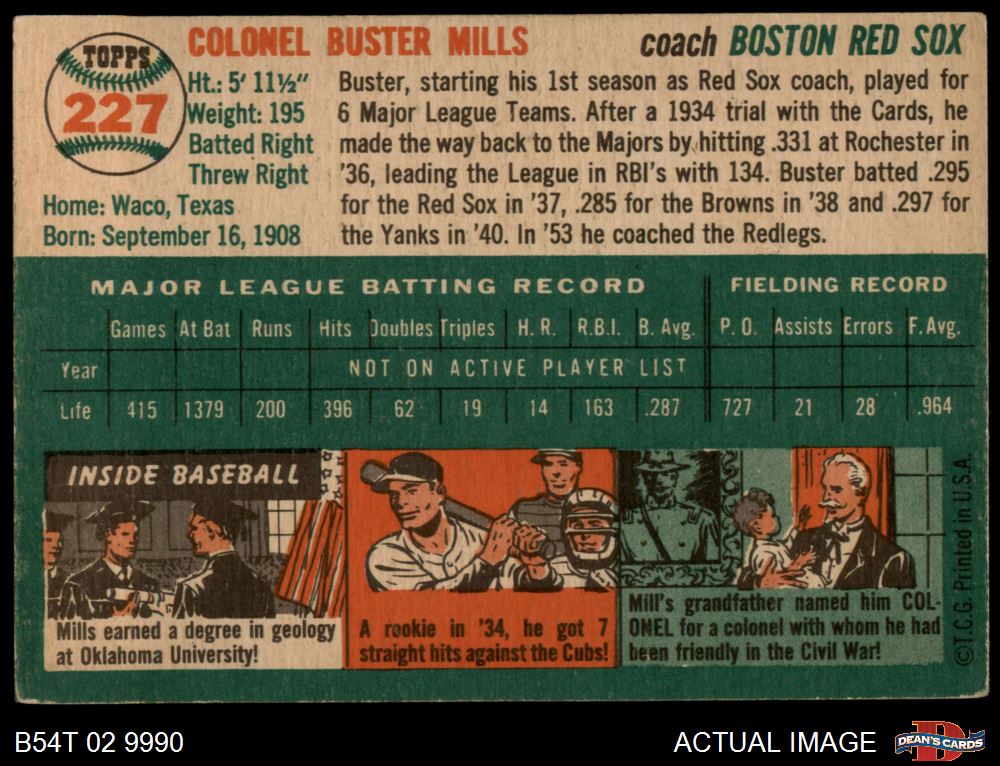 TOPPS
227
COLONEL BUSTER MILLS
coach BOSTON RED SOX
Ht.: 5' 11½"
Weight: 195
Batted Right
Threw Right
Home: Waco, Texas
Born: September 16, 1908
Buster, starting his 1st season as Red Sox coach, played for
6 Major League Teams. After a 1934 trial with the Cards, he
made the way back to the Majors by hitting .331 at Rochester in
'36, leading the League in RBI's with 134. Buster batted .295
for the Red Sox in '37, .285 for the Browns in '38 and .297 for
the Yanks in '40. In '53 he coached the Redlegs.
MAJOR LEAGUE BATTING RECORD FIELDING RECORD
Games At Bat Runs Hits Doubles Triples H. R. R.B.I. B. Avg. P. O. Assists Errors F. Avg.
Year NOT ON ACTIVE PLAYER LIST
Life 415 1379 200 396 62 19 14 163 .287 727 21 28 .964
INSIDE BASEBALL
Mills earned a degree in geology
at Oklahoma University!
A rookie in '34, he got 7
straight hits against the Cubs!
Mill's grandfather named him COL-
ONEL for a colonel with whom he had
been friendly in the Civil War!
©T.C.G. Printed in U.S.A.
B54T 02 9990
ACTUAL IMAGE
DEAN'S CARDS